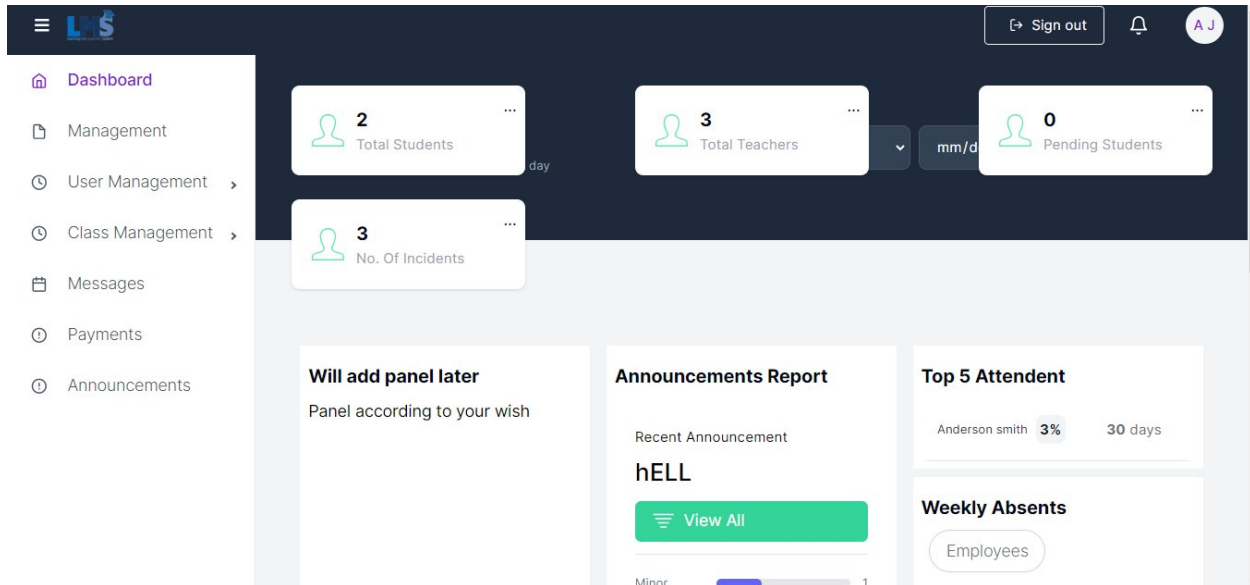 LMS
Sign out
A J
Dashboard
Management
User Management
Class Management
Messages
Payments
Announcements
2
Total Students
...
day
3
Total Teachers
...
mm/d
0
Pending Students
...
3
No. Of Incidents
...
Will add panel later
Panel according to your wish
Announcements Report
Recent Announcement
hELL
View All
Minor
1
Top 5 Attendent
Anderson smith 3% 30 days
Weekly Absents
Employees